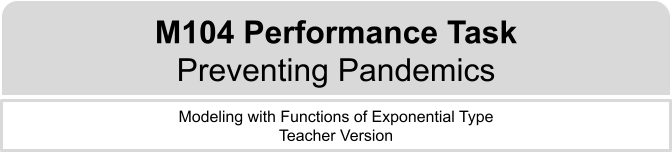 M104 Performance Task
Preventing Pandemics
Modeling with Functions of Exponential Type
Teacher Version